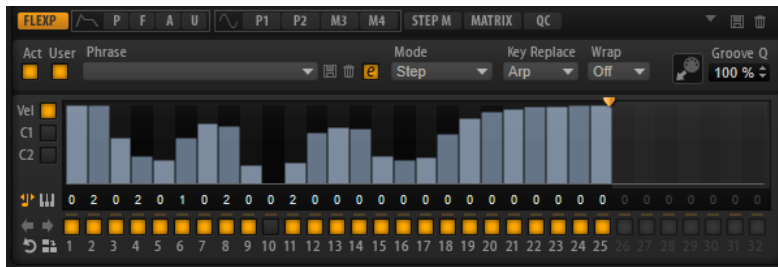 FLEXP P F A U P1 P2 M3 M4 STEP M MATRIX QC
Act User Phrase Mode Key Replace Wrap Groove Q
e Step Arp Off 100 %
Vel
C1
C2
0 2 0 2 0 1 0 2 0 0 2 0 0 0 0 0 0 0 0 0 0 0 0 0 0 0 0 0 0 0 0 0
1 2 3 4 5 6 7 8 9 10 11 12 13 14 15 16 17 18 19 20 21 22 23 24 25 26 27 28 29 30 31 32